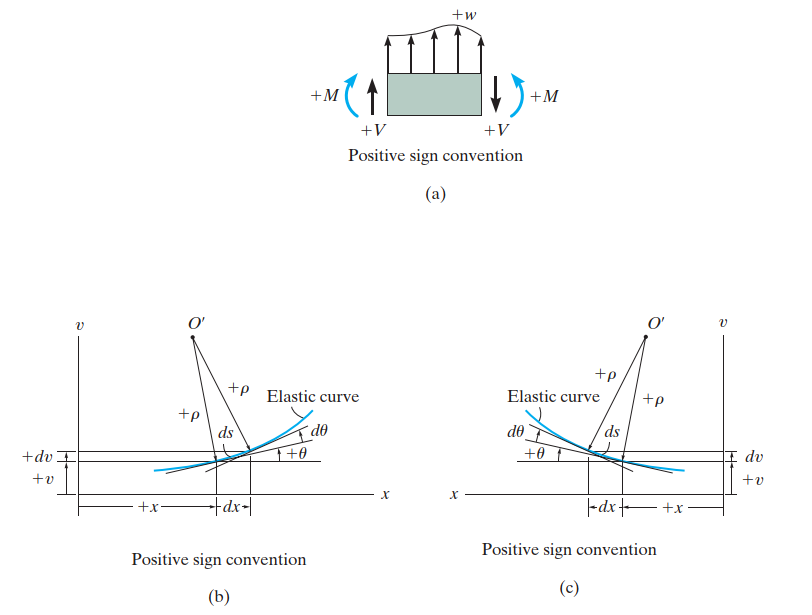 +w
+M
+M
+V
+V
Positive sign convention
(a)
v
O'
+ρ
Elastic curve
+ρ
ds
dθ
+dv
+θ
+v
x
+x
dx
Positive sign convention
(b)
O'
v
+ρ
Elastic curve
+ρ
dθ
ds
+θ
dv
+v
x
dx
+x
Positive sign convention
(c)